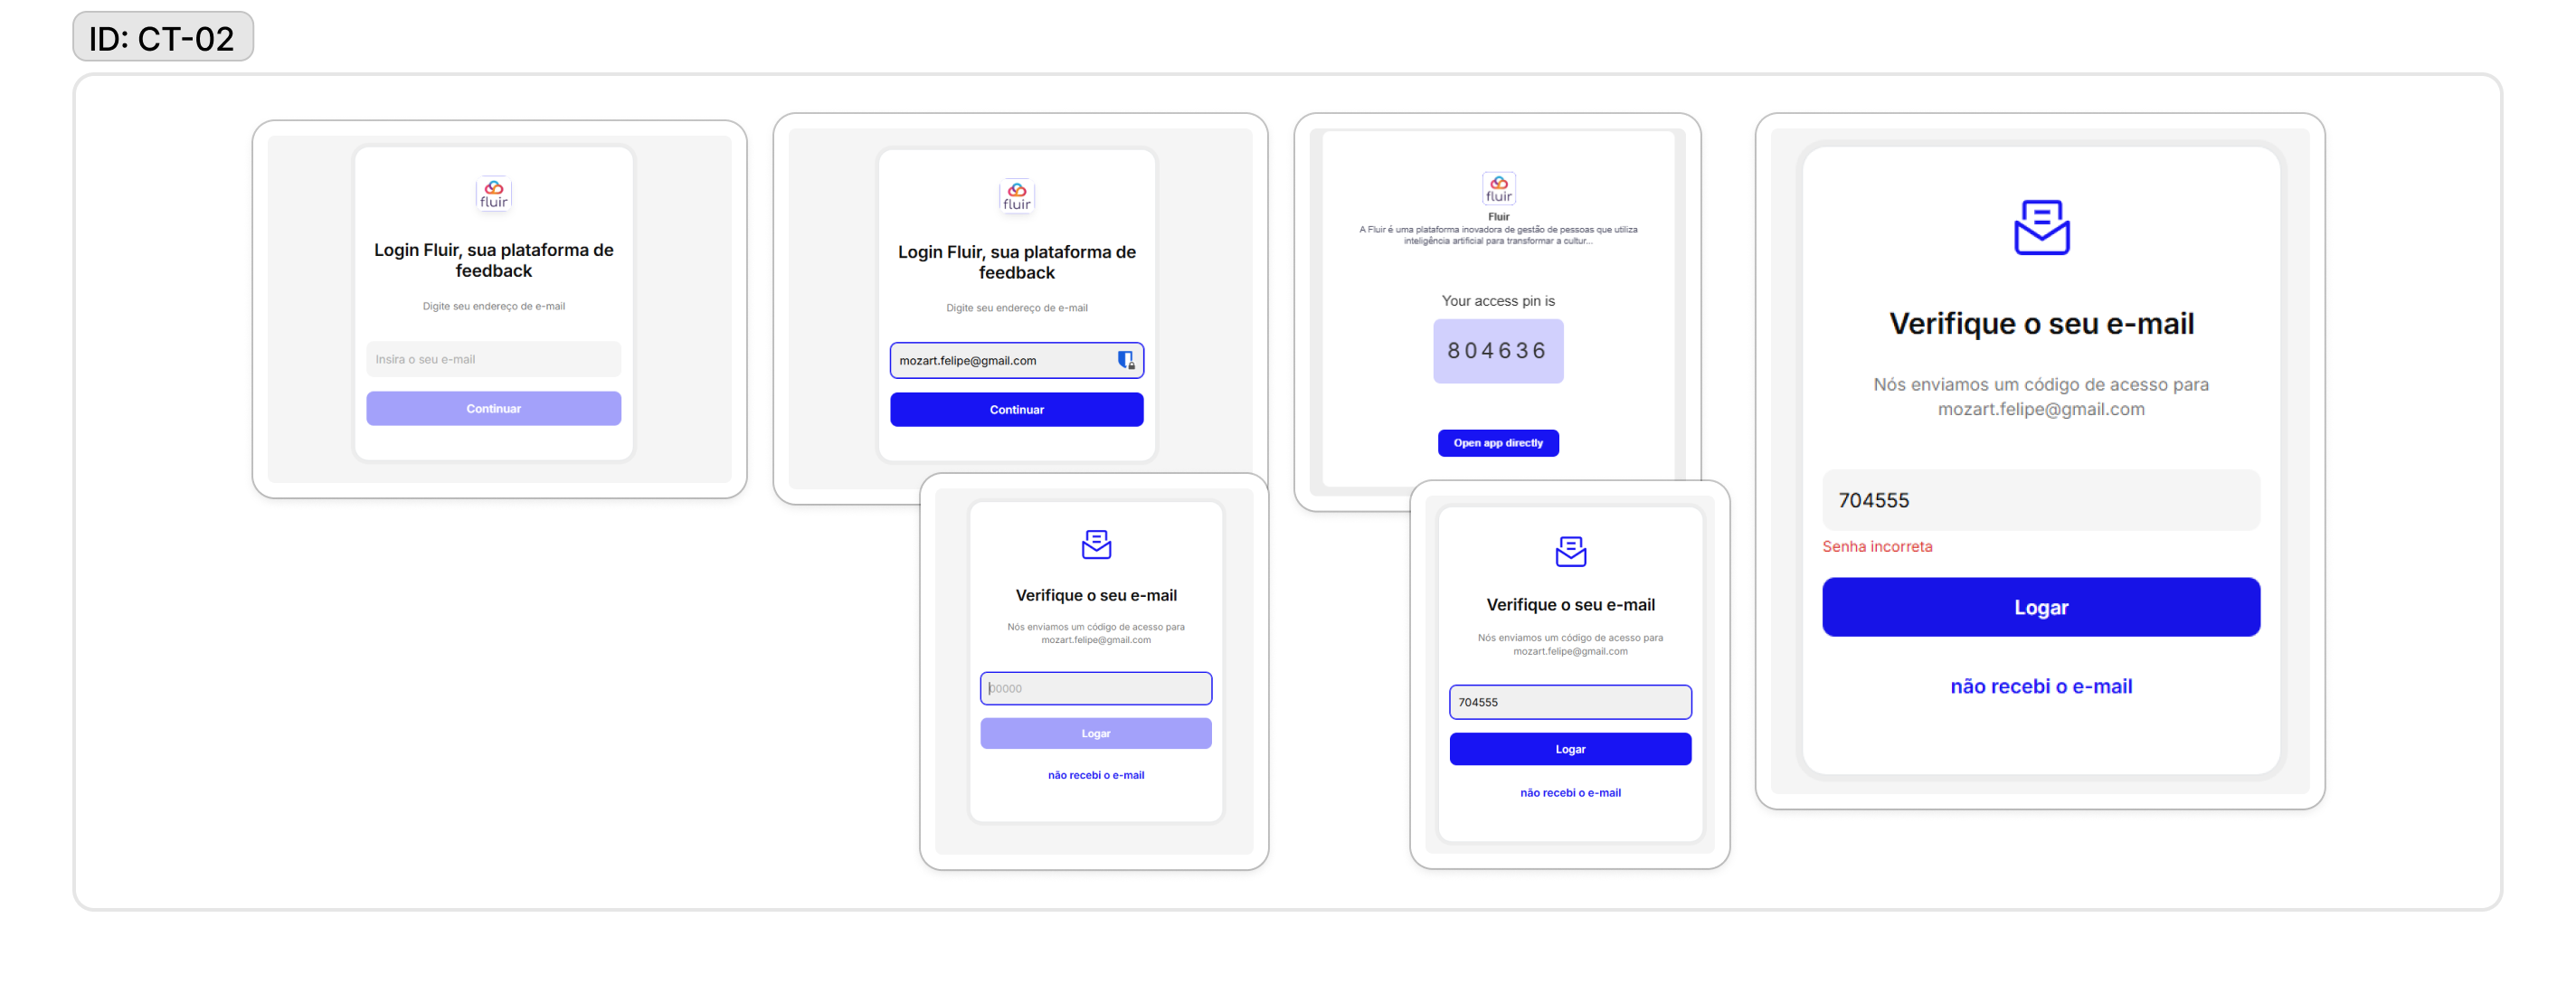 ID: CT-02
fluir
Login Fluir, sua plataforma de
feedback
Digite seu endereço de e-mail
Insira o seu e-mail
Continuar
fluir
Login Fluir, sua plataforma de
feedback
Digite seu endereço de e-mail
mozart.felipe@gmail.com
Continuar
Verifique o seu e-mail
Nós enviamos um código de acesso para
mozart.felipe@gmail.com
00000
Logar
não recebi o e-mail
fluir
Fluir
A Fluir é uma plataforma inovadora de gestão de pessoas que utiliza
inteligência artificial para transformar a cultur...
Your access pin is
804636
Open app directly
Verifique o seu e-mail
Nós enviamos um código de acesso para
mozart.felipe@gmail.com
704555
Logar
não recebi o e-mail
Verifique o seu e-mail
Nós enviamos um código de acesso para
mozart.felipe@gmail.com
704555
Senha incorreta
Logar
não recebi o e-mail